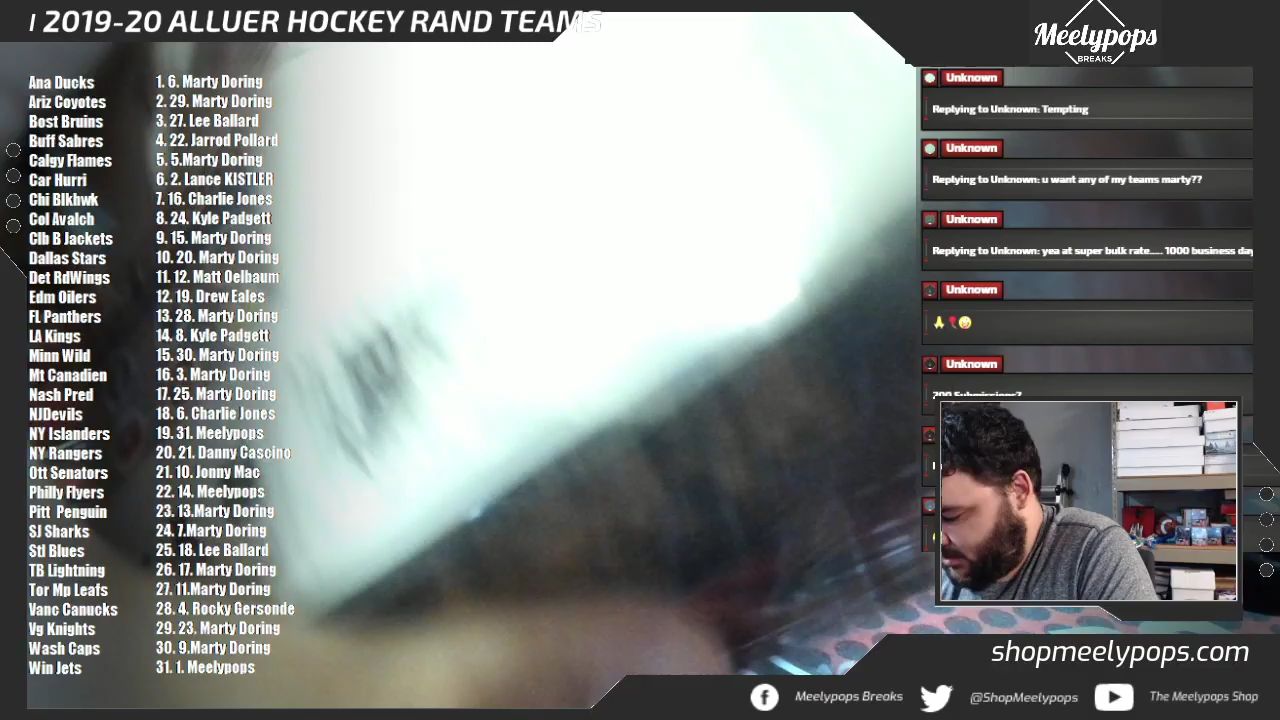 2019-20 ALLUER HOCKEY RAND TEAMS
Meelypops
BREAKS
Ana Ducks 1. 6. Marty Doring
Ariz Coyotes 2. 29. Marty Doring
Bost Bruins 3. 27. Lee Ballard
Buff Sabres 4. 22. Jarrod Pollard
Calgy Flames 5. 5.Marty Doring
Car Hurri 6. 2. Lance KISTLER
Chi Blkhwk 7. 16. Charlie Jones
Col Avalch 8. 24. Kyle Padgett
Clb B Jackets 9. 15. Marty Doring
Dallas Stars 10. 20. Marty Doring
Det RdWings 11. 12. Matt Oelbaum
Edm Oilers 12. 19. Drew Eales
FL Panthers 13. 28. Marty Doring
LA Kings 14. 8. Kyle Padgett
Minn Wild 15. 30. Marty Doring
Mt Canadien 16. 3. Marty Doring
Nash Pred 17. 25. Marty Doring
NJDevils 18. 6. Charlie Jones
NY Islanders 19. 31. Meelypops
NY Rangers 20. 21. Danny Cascino
Ott Senators 21. 10. Jonny Mac
Philly Flyers 22. 14. Meelypops
Pitt Penguin 23. 13.Marty Doring
SJ Sharks 24. 7.Marty Doring
Stl Blues 25. 18. Lee Ballard
TB Lightning 26. 17. Marty Doring
Tor Mp Leafs 27. 11.Marty Doring
Vanc Canucks 28. 4. Rocky Gersonde
Vg Knights 29. 23. Marty Doring
Wash Caps 30. 9.Marty Doring
Win Jets 31. 1. Meelypops
Unknown
Replying to Unknown: Tempting
Unknown
Replying to Unknown: u want any of my teams marty??
Unknown
Replying to Unknown: yea at super bulk rate..... 1000 business day
Unknown
🙏🎈🤪
Unknown
200 Submissions?
shopmeelypops.com
Meelypops Breaks
@ShopMeelypops
The Meelypops Shop